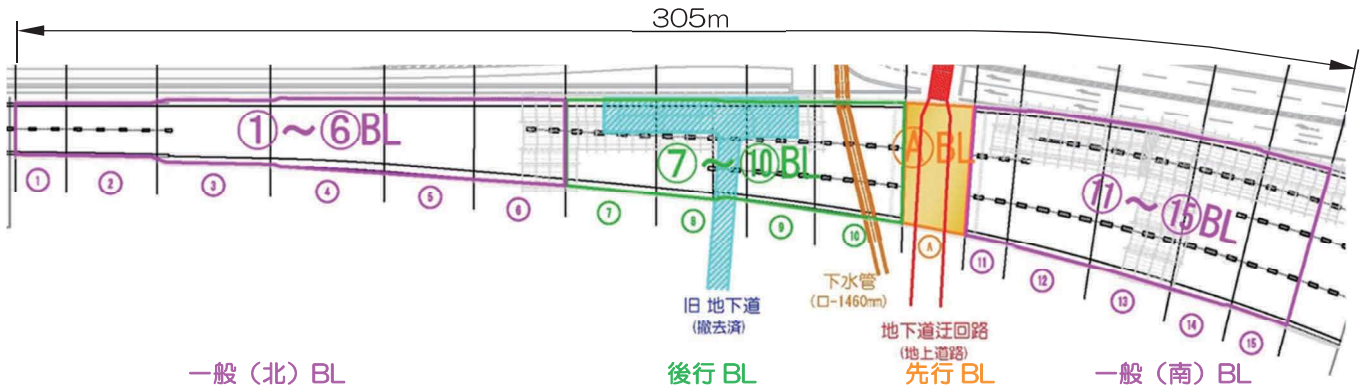 305m
①～⑥BL
⑦～⑩BL
ⒶBL
⑪～⑮BL
① ② ③ ④ ⑤ ⑥ ⑦ ⑧ ⑨ ⑩ Ⓐ ⑪ ⑫ ⑬ ⑭ ⑮
旧 地下道
(撤去済)
下水管
(ロ-1460mm)
地下道迂回路
(地上道路)
一般（北）BL
後行 BL
先行 BL
一般（南）BL